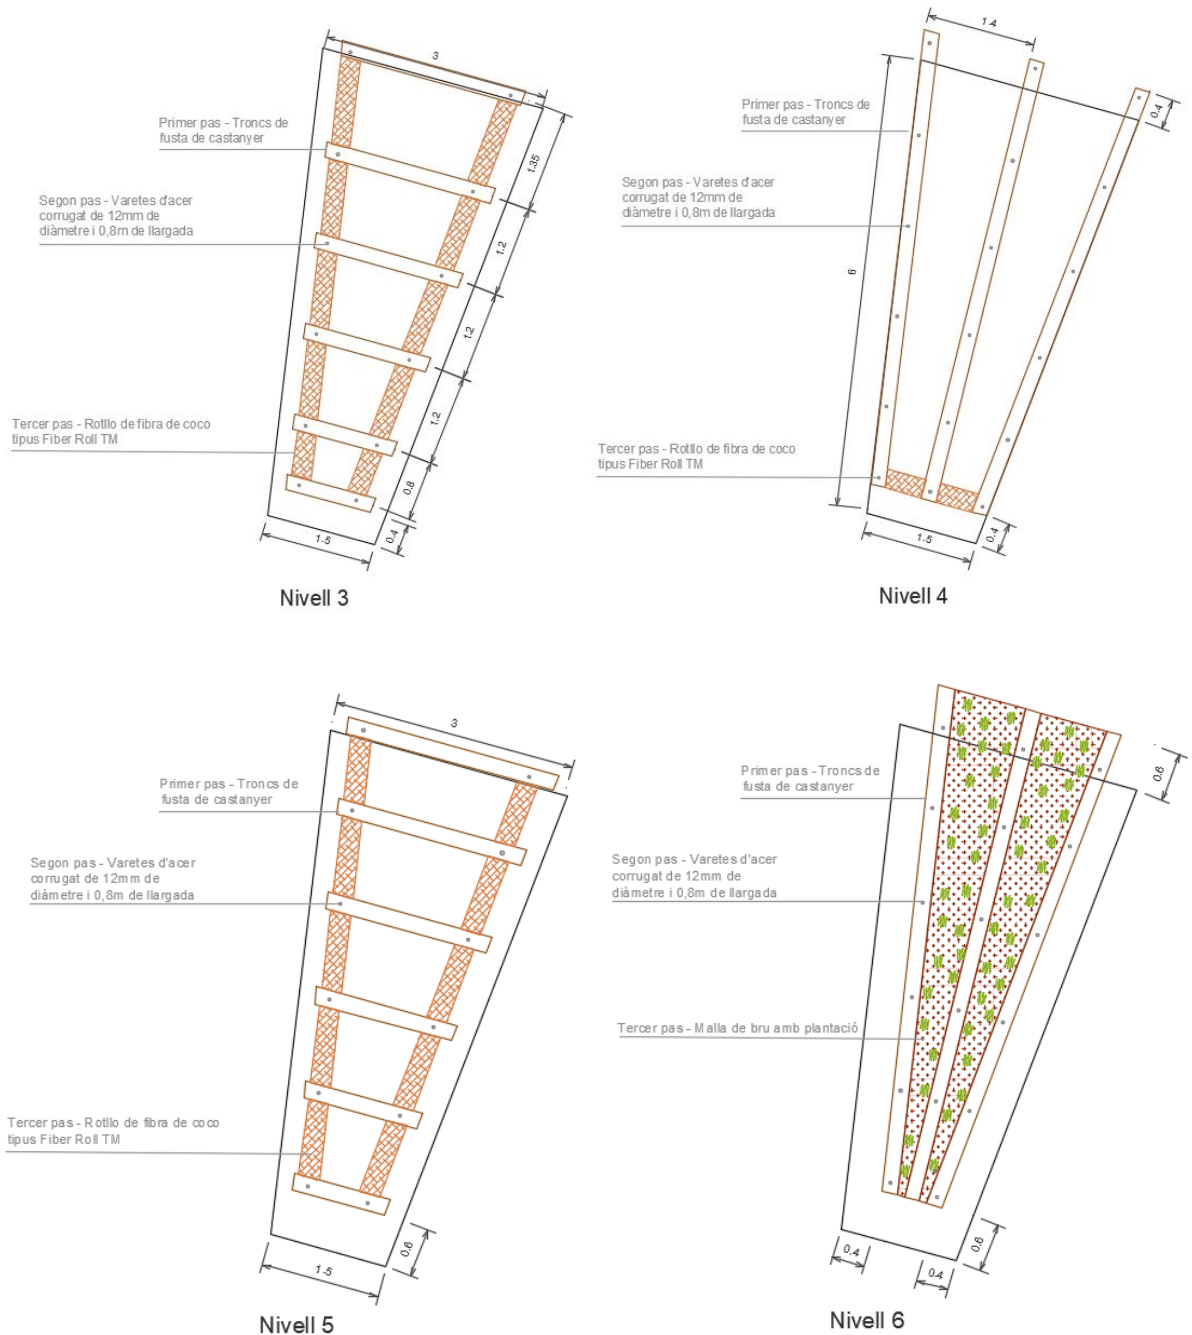 3
Primer pas - Troncs de
fusta de castanyer
Segon pas - Varetes d'acer
corrugat de 12mm de
diàmetre i 0,8m de llargada
Tercer pas - Rotllo de fibra de coco
tipus Fiber Roll TM
1.35
1.2
1.2
1.2
0.8
0.4
1.5
Nivell 3
1.4
Primer pas - Troncs de
fusta de castanyer
0.4
Segon pas - Varetes d'acer
corrugat de 12mm de
diàmetre i 0,8m de llargada
6
Tercer pas - Rotllo de fibra de coco
tipus Fiber Roll TM
1.5
0.4
Nivell 4
3
Primer pas - Troncs de
fusta de castanyer
Segon pas - Varetes d'acer
corrugat de 12mm de
diàmetre i 0,8m de llargada
Tercer pas - Rotllo de fibra de coco
tipus Fiber Roll TM
0.6
1.5
Nivell 5
Primer pas - Troncs de
fusta de castanyer
0.6
Segon pas - Varetes d'acer
corrugat de 12mm de
diàmetre i 0,8m de llargada
Tercer pas - Malla de bru amb plantació
0.6
0.4
0.4
Nivell 6